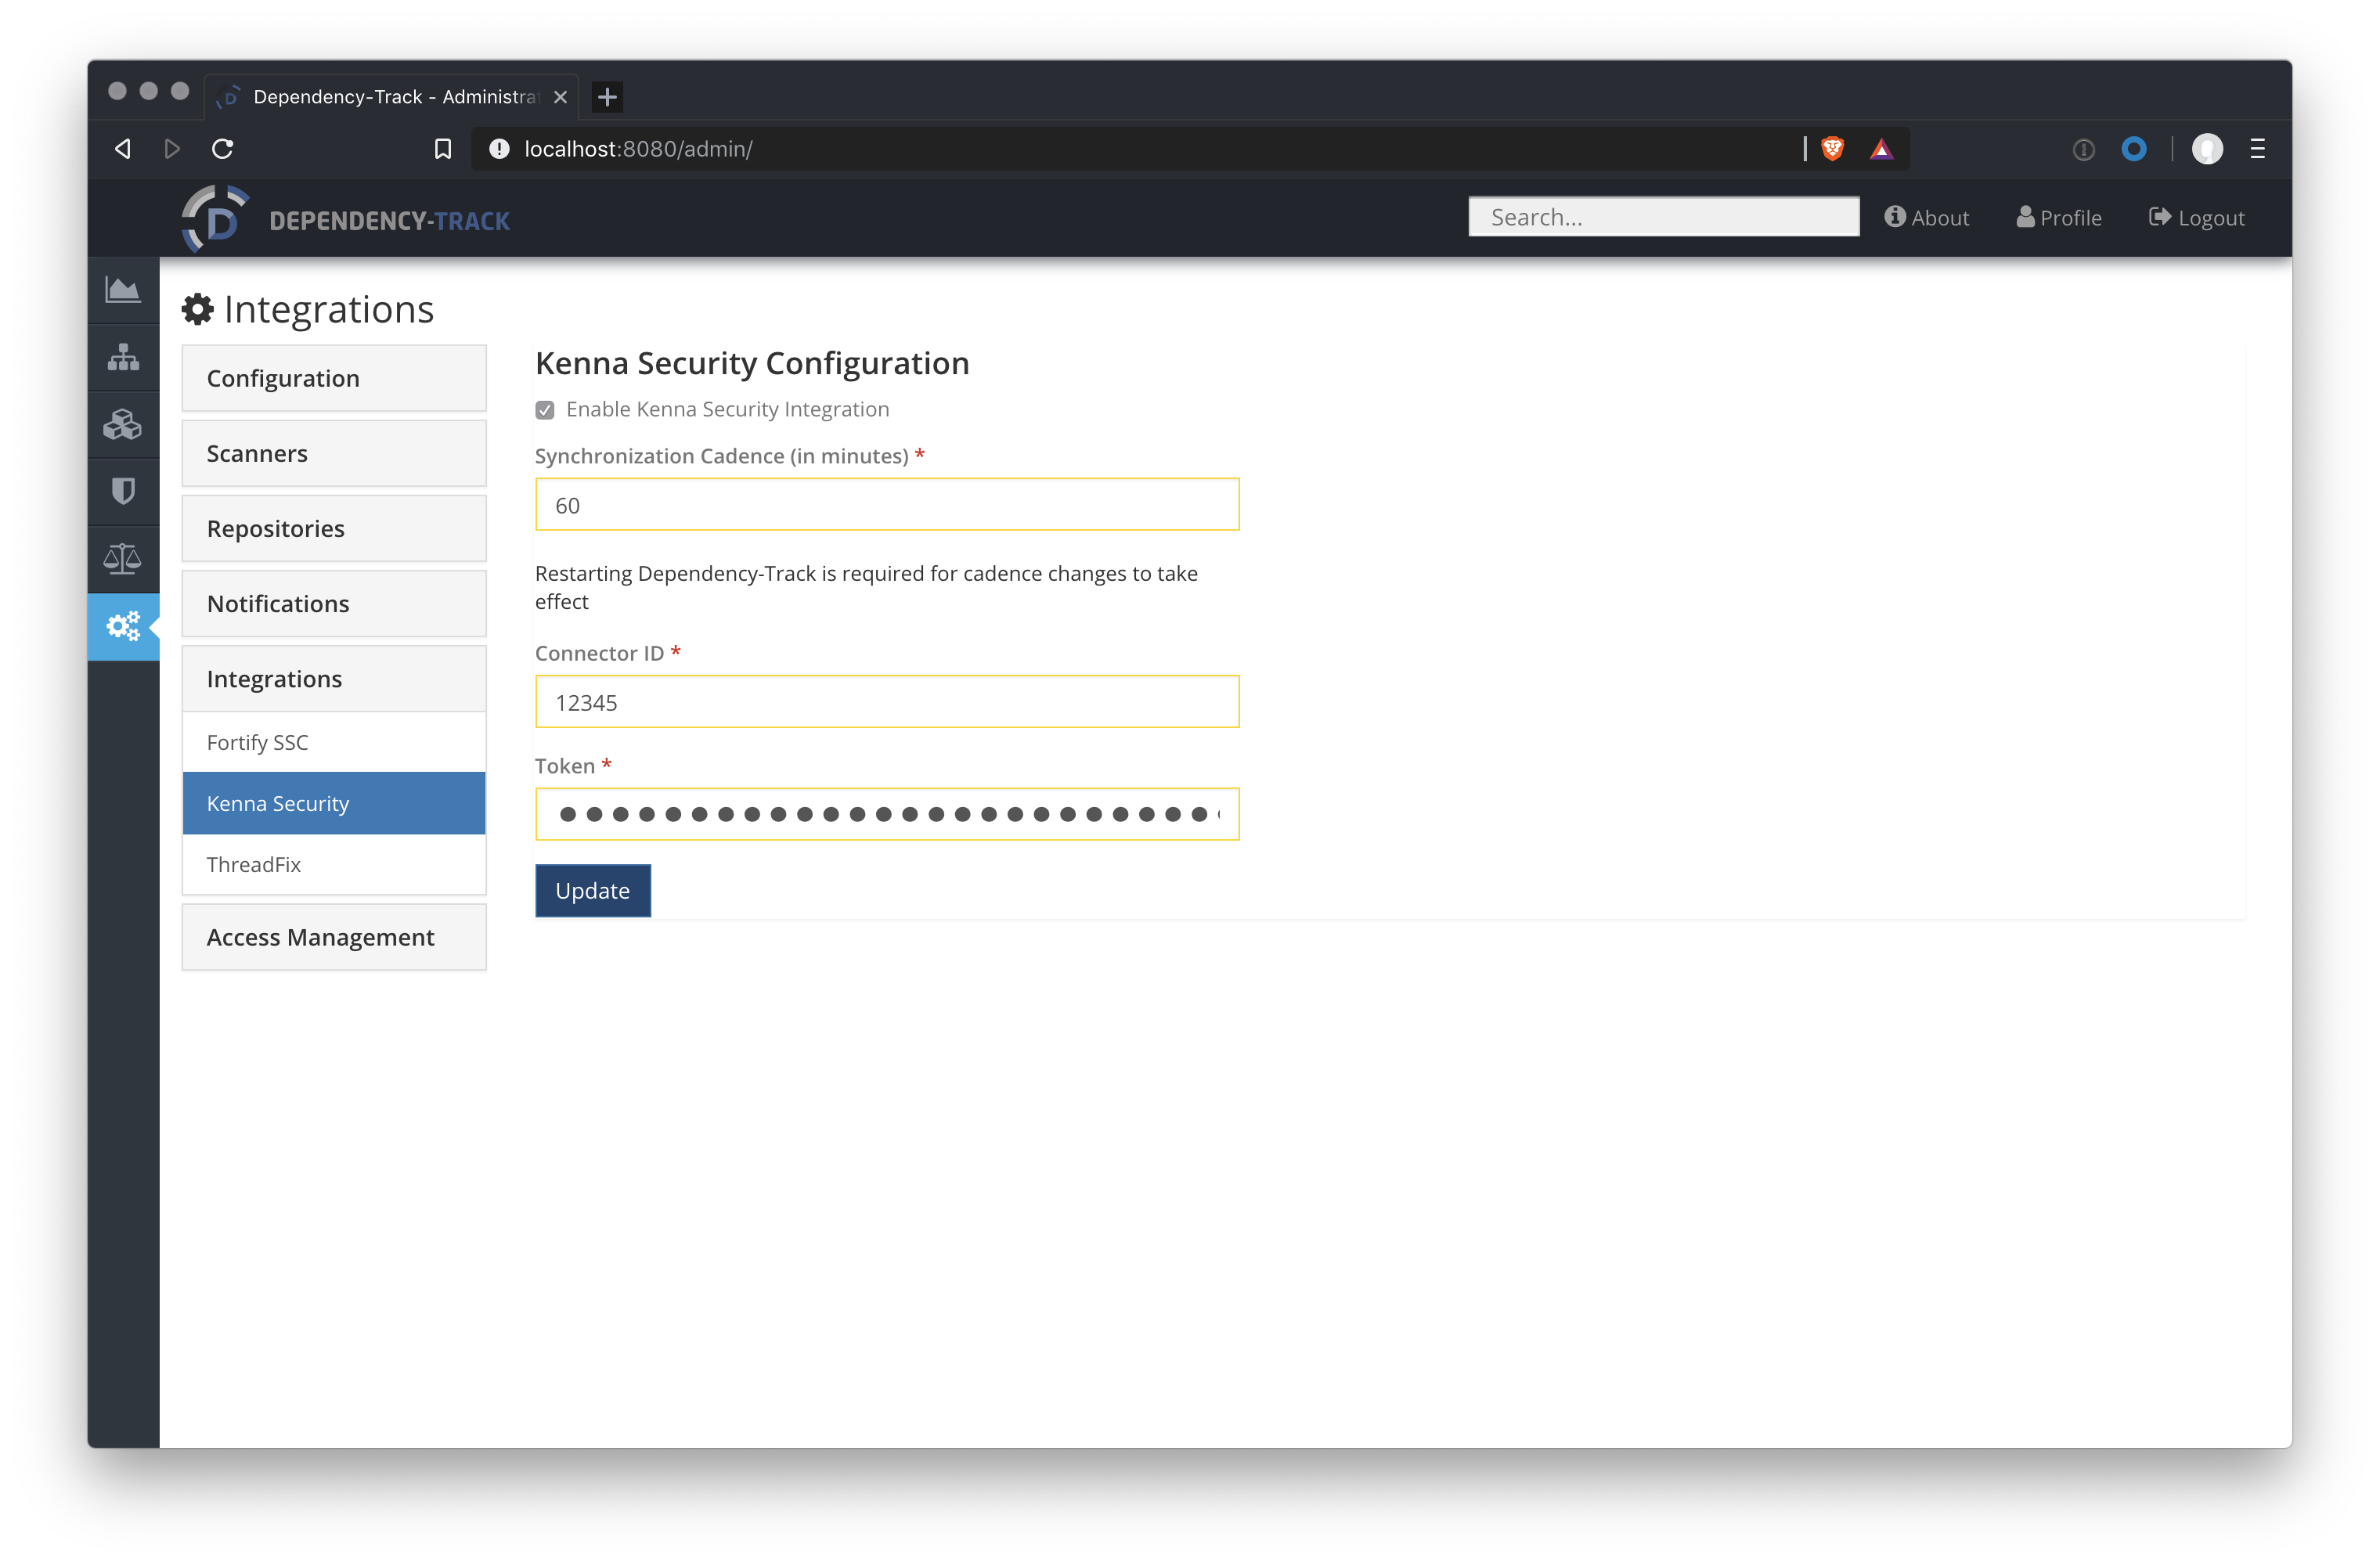 Dependency-Track - Administra
localhost:8080/admin/
DEPENDENCY-TRACK
Search...
About
Profile
Logout
Integrations
Configuration
Scanners
Repositories
Notifications
Integrations
Fortify SSC
Kenna Security
ThreadFix
Access Management
Kenna Security Configuration
Enable Kenna Security Integration
Synchronization Cadence (in minutes) *
60
Restarting Dependency-Track is required for cadence changes to take
effect
Connector ID *
12345
Token *
Update